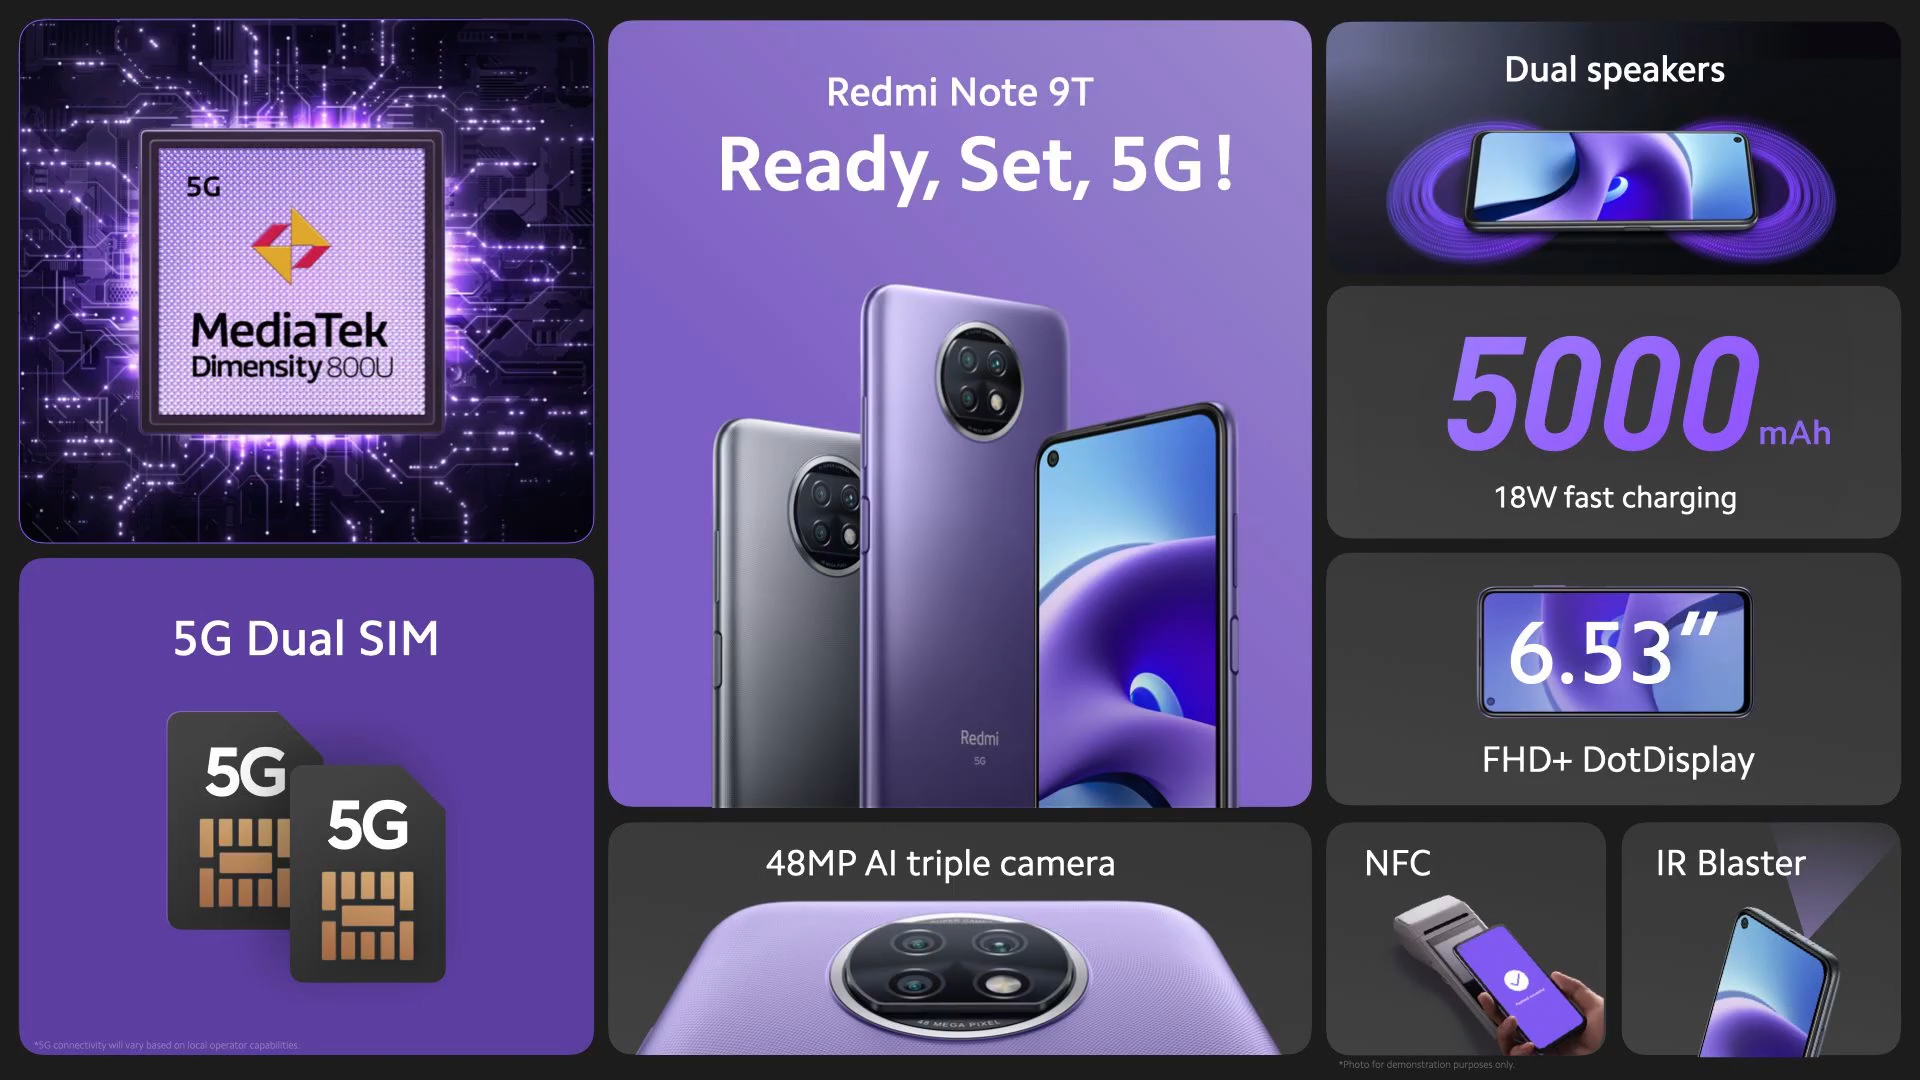 5G
MediaTek
Dimensity 800U
5G Dual SIM
5G
5G
*5G connectivity will vary based on local operator capabilities.
Redmi Note 9T
Ready, Set, 5G!
Redmi
5G
48MP AI triple camera
48 MEGA PIXEL
Dual speakers
5000 mAh
18W fast charging
6.53″
FHD+ DotDisplay
NFC
IR Blaster
*Photo for demonstration purposes only.